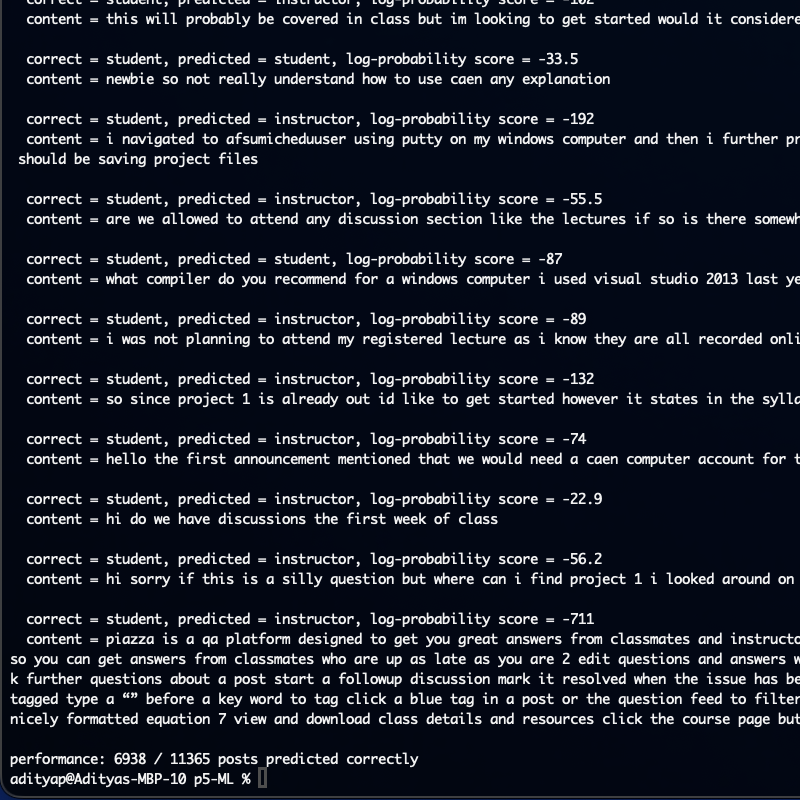 correct = student, predicted = instructor, log-probability score = -102
content = this will probably be covered in class but im looking to get started would it considere
correct = student, predicted = student, log-probability score = -33.5
content = newbie so not really understand how to use caen any explanation
correct = student, predicted = instructor, log-probability score = -192
content = i navigated to afsumicheduuser using putty on my windows computer and then i further pr
should be saving project files
correct = student, predicted = instructor, log-probability score = -55.5
content = are we allowed to attend any discussion section like the lectures if so is there somewh
correct = student, predicted = student, log-probability score = -87
content = what compiler do you recommend for a windows computer i used visual studio 2013 last ye
correct = student, predicted = instructor, log-probability score = -89
content = i was not planning to attend my registered lecture as i know they are all recorded onli
correct = student, predicted = instructor, log-probability score = -132
content = so since project 1 is already out id like to get started however it states in the sylla
correct = student, predicted = instructor, log-probability score = -74
content = hello the first announcement mentioned that we would need a caen computer account for t
correct = student, predicted = instructor, log-probability score = -22.9
content = hi do we have discussions the first week of class
correct = student, predicted = instructor, log-probability score = -56.2
content = hi sorry if this is a silly question but where can i find project 1 i looked around on
correct = student, predicted = instructor, log-probability score = -711
content = piazza is a qa platform designed to get you great answers from classmates and instructo
so you can get answers from classmates who are up as late as you are 2 edit questions and answers w
k further questions about a post start a followup discussion mark it resolved when the issue has be
tagged type a “” before a key word to tag click a blue tag in a post or the question feed to filter
nicely formatted equation 7 view and download class details and resources click the course page but
performance: 6938 / 11365 posts predicted correctly
adityap@Adityas-MBP-10 p5-ML %